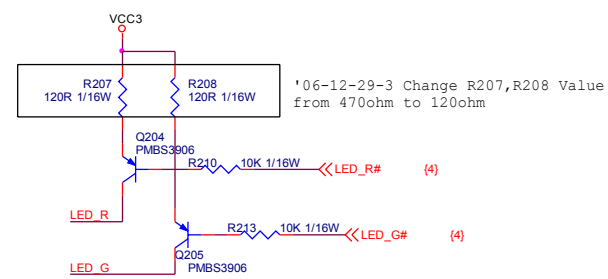 VCC3
R207
120R 1/16W
R208
120R 1/16W
'06-12-29-3 Change R207,R208 Value
from 470ohm to 120ohm
Q204
PMBS3906
R210
10K 1/16W
LED_R#
{4}
LED_R
R213
10K 1/16W
LED_G#
{4}
Q205
PMBS3906
LED_G